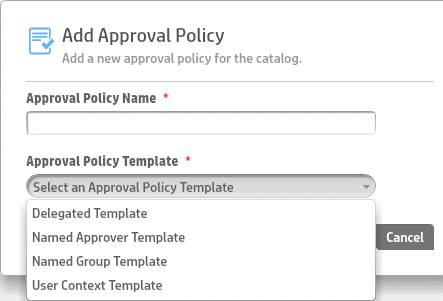 Add Approval Policy
Add a new approval policy for the catalog.
Approval Policy Name *
Approval Policy Template *
Select an Approval Policy Template
Delegated Template
Named Approver Template
Named Group Template
User Context Template
Cancel